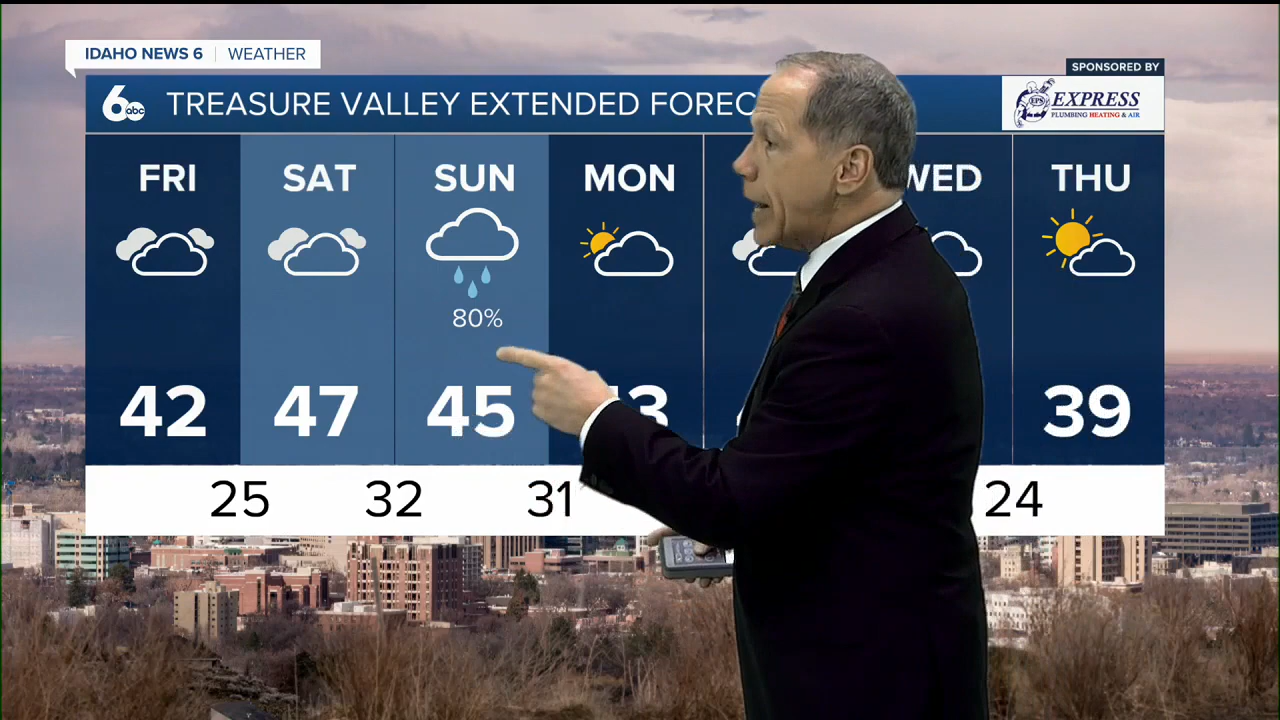 IDAHO NEWS 6 | WEATHER
SPONSORED BY
6 abc TREASURE VALLEY EXTENDED FOREC
EPS EXPRESS
PLUMBING HEATING & AIR
FRI SAT SUN MON WED THU
80%
42 47 45 39
25 32 31 24